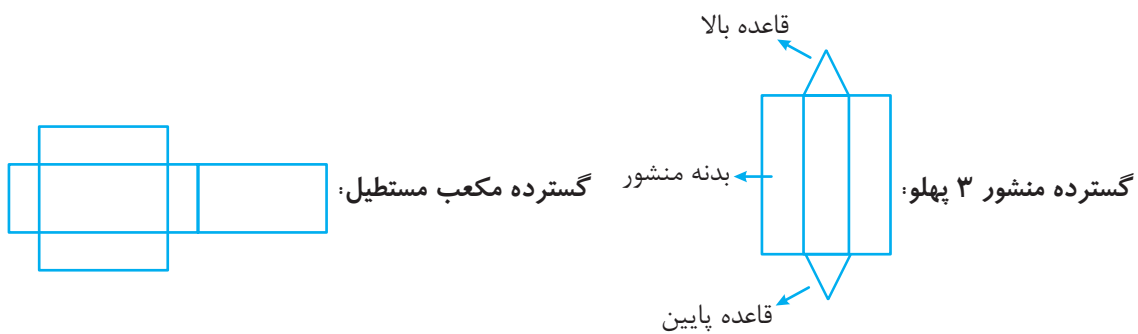 قاعده بالا
گسترده منشور ۳ پهلو:
بدنه منشور
گسترده مکعب مستطیل:
قاعده پایین